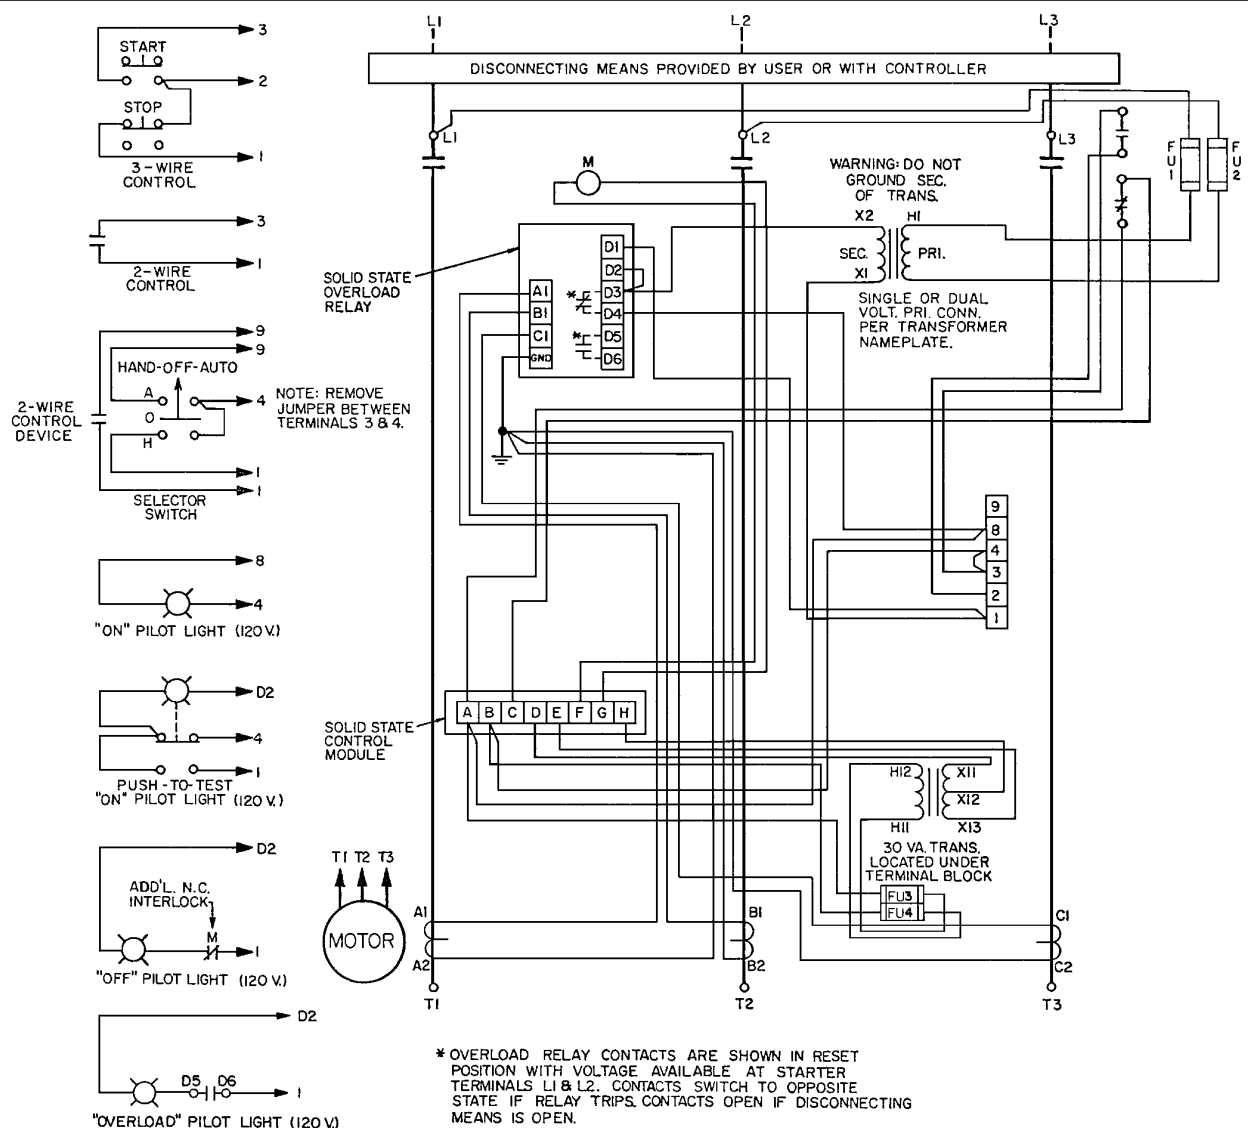 L1
L2
L3
DISCONNECTING MEANS PROVIDED BY USER OR WITH CONTROLLER
L1
L2
L3
3
START
2
STOP
1
3-WIRE
CONTROL
3
1
2-WIRE
CONTROL
9
9
HAND-OFF-AUTO
A
O
H
4
NOTE: REMOVE
JUMPER BETWEEN
TERMINALS 3 & 4.
2-WIRE
CONTROL
DEVICE
1
1
SELECTOR
SWITCH
8
4
"ON" PILOT LIGHT (120 V.)
D2
4
1
PUSH-TO-TEST
"ON" PILOT LIGHT (120 V.)
D2
ADD'L. N.C.
INTERLOCK
M
1
"OFF" PILOT LIGHT (120 V.)
D2
D5 D6
1
"OVERLOAD" PILOT LIGHT (120 V.)
M
SOLID STATE
OVERLOAD
RELAY
A1
B1
C1
GND
*
*
D1
D2
D3
D4
D5
D6
WARNING: DO NOT
GROUND SEC.
OF TRANS.
X2 H1
SEC. PRI.
X1
SINGLE OR DUAL
VOLT. PRI. CONN.
PER TRANSFORMER
NAMEPLATE.
FU1
FU2
9
8
4
3
2
1
SOLID STATE
CONTROL
MODULE
A B C D E F G H
H12 X11
X12
H11 X13
30 VA. TRANS.
LOCATED UNDER
TERMINAL BLOCK
FU3
FU4
T1 T2 T3
MOTOR
A1
A2
B1
B2
C1
C2
T1
T2
T3
* OVERLOAD RELAY CONTACTS ARE SHOWN IN RESET
POSITION WITH VOLTAGE AVAILABLE AT STARTER
TERMINALS L1 & L2. CONTACTS SWITCH TO OPPOSITE
STATE IF RELAY TRIPS. CONTACTS OPEN IF DISCONNECTING
MEANS IS OPEN.